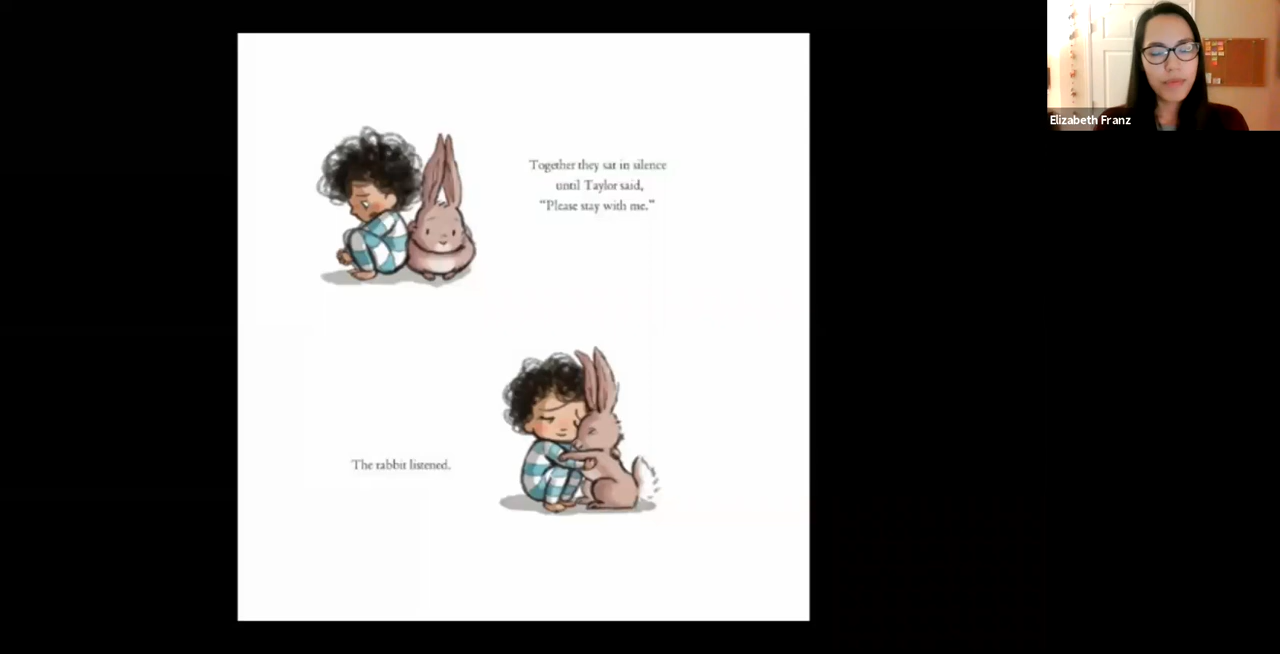 Together they sat in silence
until Taylor said,
“Please stay with me.”
The rabbit listened.
Elizabeth Franz